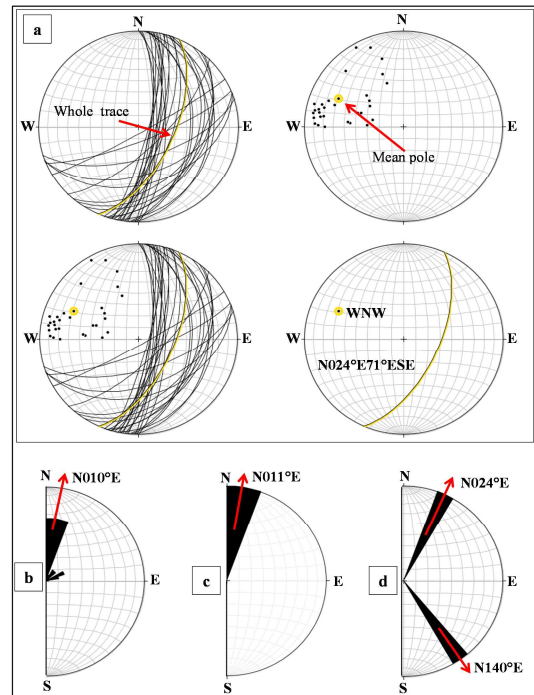 a
N
Whole trace
W
E
Mean pole
W
E
WNW
N024°E71°ESE
N
N010°E
N
N011°E
N
N024°E
b
E
c
E
d
E
S
S
S
N140°E